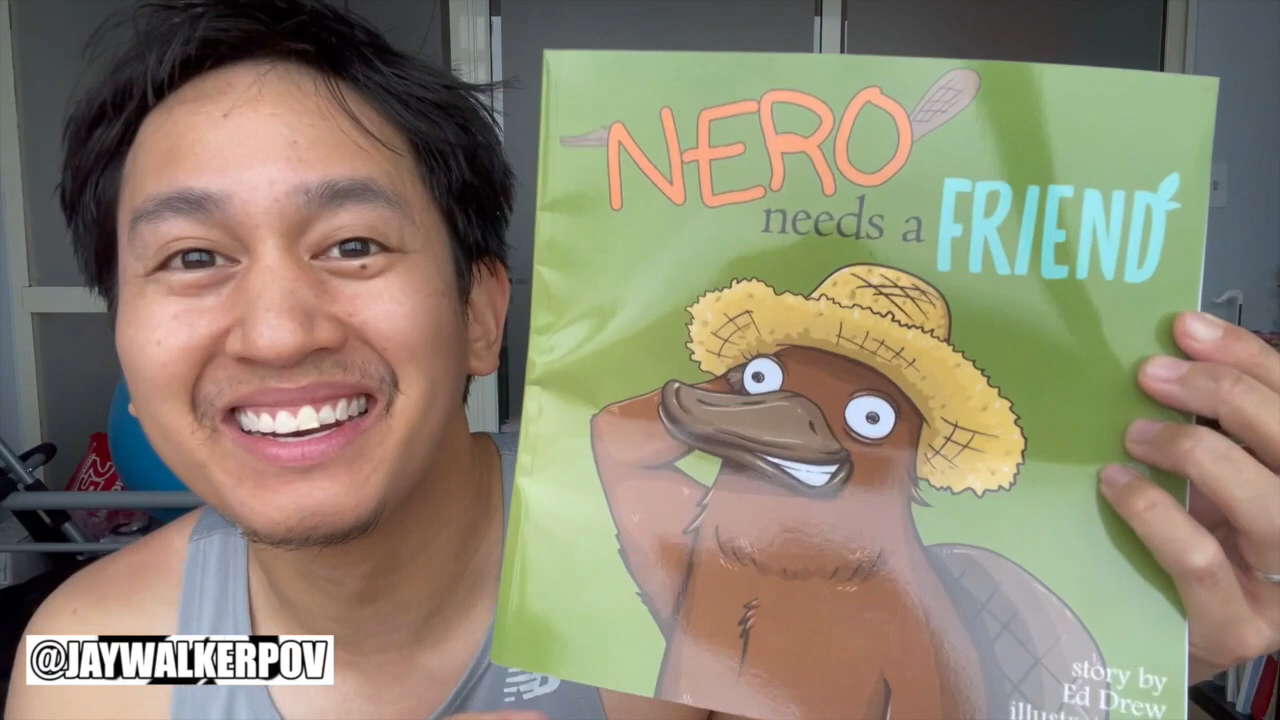 NERO
needs a FRIEND
story by
Ed Drew
@JAYWALKERPOV